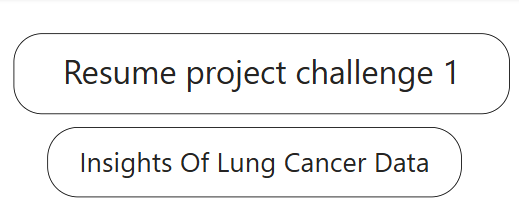 Resume project challenge 1
Insights Of Lung Cancer Data